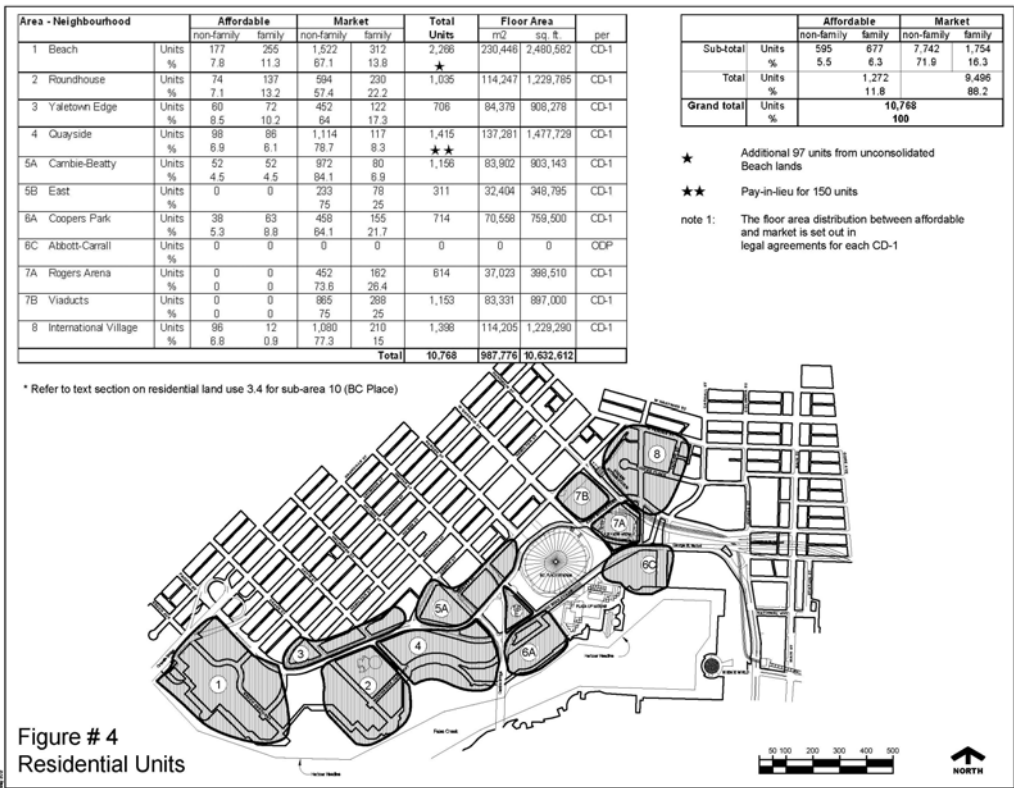 Area - Neighbourhood Affordable Market Total Floor Area
non-family family non-family family Units m2 sq. ft. per
1 Beach Units 177 255 1,522 312 2,266 230,446 2,480,582 CD-1
% 7.8 11.3 67.1 13.8 ★
2 Roundhouse Units 74 137 594 230 1,035 114,247 1,229,785 CD-1
% 7.1 13.2 57.4 22.2
3 Yaletown Edge Units 60 72 452 122 706 84,379 908,278 CD-1
% 8.5 10.2 64 17.3
4 Quayside Units 98 86 1,114 117 1,415 137,281 1,477,729 CD-1
% 6.9 6.1 78.7 8.3 ★★
5A Cambie-Beatty Units 52 52 972 80 1,156 83,902 903,143 CD-1
% 4.5 4.5 84.1 6.9
5B East Units 0 0 233 78 311 32,404 348,795 CD-1
% 75 25
6A Coopers Park Units 38 63 458 155 714 70,558 759,500 CD-1
% 5.3 8.8 64.1 21.7
6C Abbott-Carrall Units 0 0 0 0 0 0 0 ODP
%
7A Rogers Arena Units 0 0 452 162 614 37,023 398,510 CD-1
% 0 0 73.6 26.4
7B Viaducts Units 0 0 865 288 1,153 83,331 897,000 CD-1
% 0 0 75 25
8 International Village Units 96 12 1,080 210 1,398 114,205 1,229,290 CD-1
% 6.8 0.9 77.3 15
Total 10,768 987,776 10,632,612
Affordable Market
non-family family non-family family
Sub-total Units 595 677 7,742 1,754
% 5.5 6.3 71.9 16.3
Total Units 1,272 9,496
% 11.8 88.2
Grand total Units 10,768
% 100
★ Additional 97 units from unconsolidated
Beach lands
★★ Pay-in-lieu for 150 units
note 1: The floor area distribution between affordable
and market is set out in
legal agreements for each CD-1
* Refer to text section on residential land use 3.4 for sub-area 10 (BC Place)
8
7B
7A
6C
5A
4
6A
3
2
1
False Creek
Harbour Headline
Harbour Headline
Figure # 4
Residential Units
50 100 200 300 400 500
NORTH